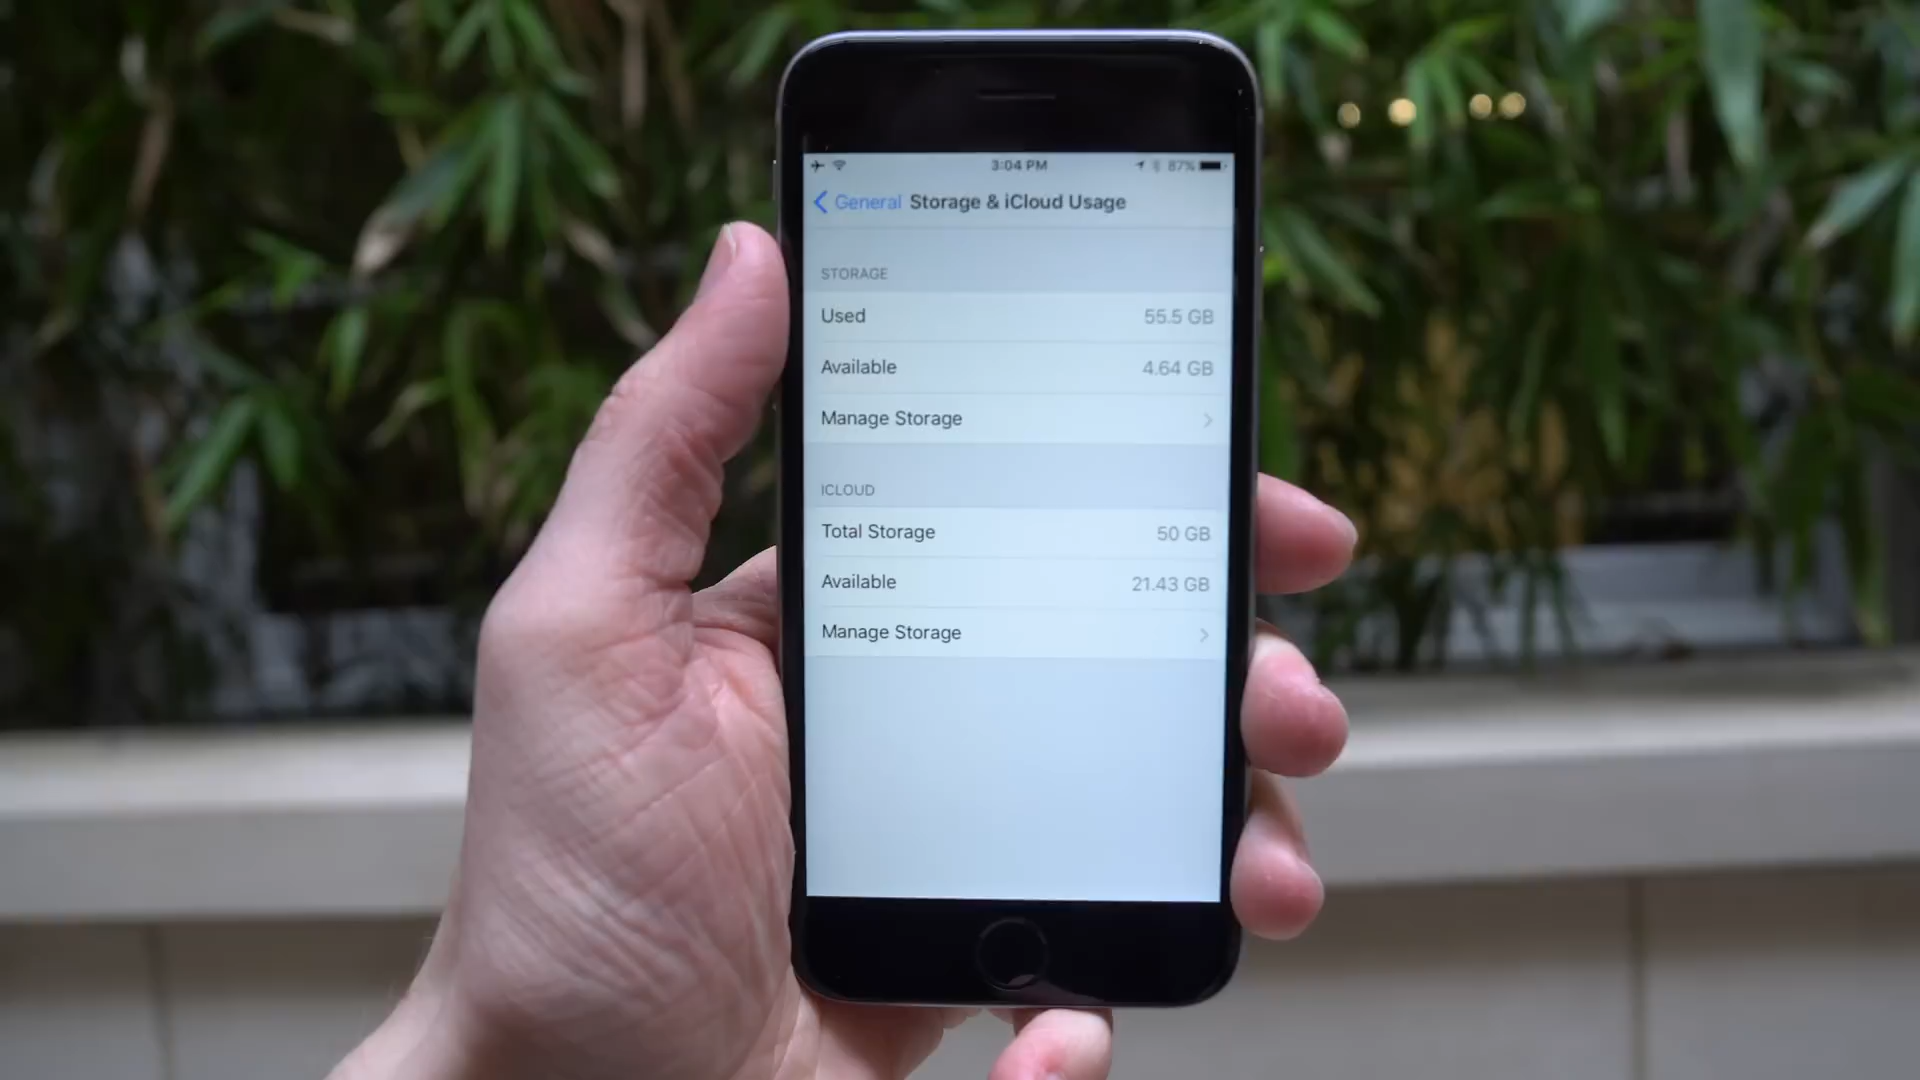 3:04 PM
87%
General Storage & iCloud Usage
STORAGE
Used 55.5 GB
Available 4.64 GB
Manage Storage
ICLOUD
Total Storage 50 GB
Available 21.43 GB
Manage Storage